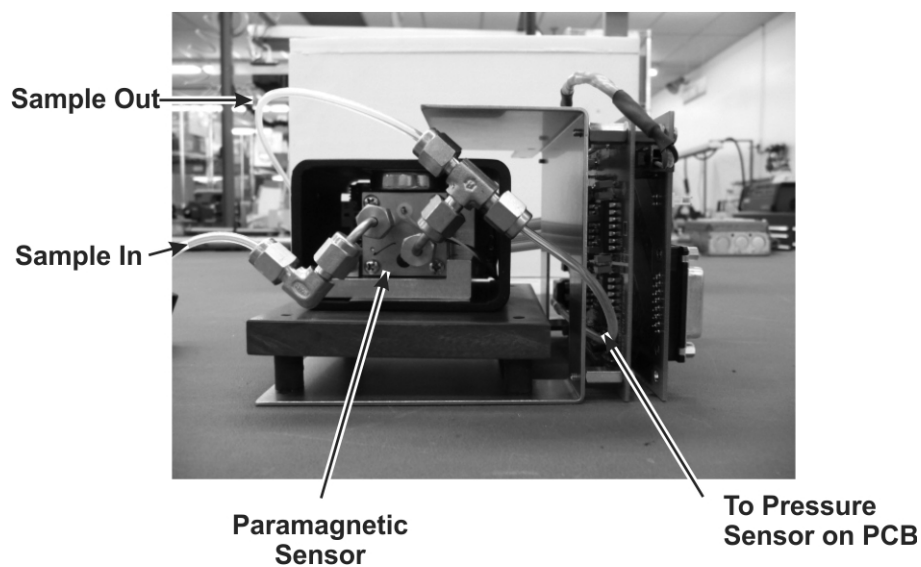 Sample Out
Sample In
Paramagnetic
Sensor
To Pressure
Sensor on PCB